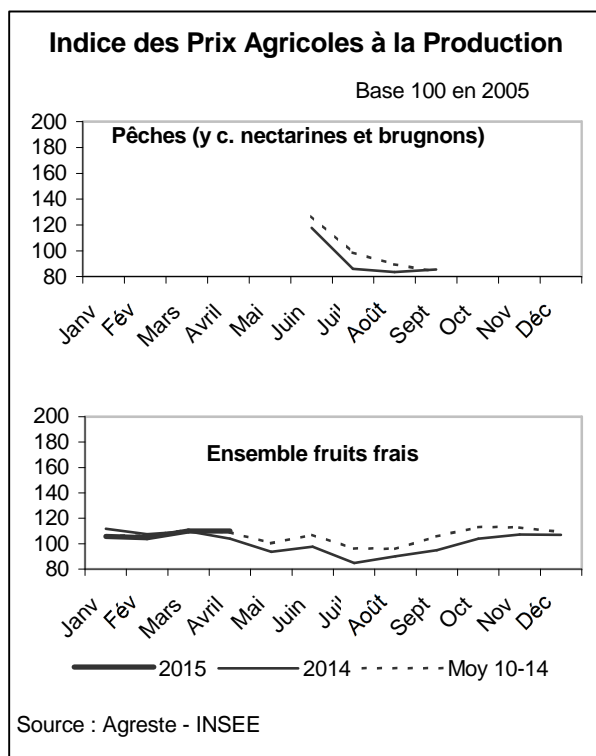 Indice des Prix Agricoles à la Production
Base 100 en 2005
Pêches (y c. nectarines et brugnons)
200
180
160
140
120
100
80
Janv
Fév
Mars
Avril
Mai
Juin
Jui'
Août
Sept
Oct
Nov
Déc
Ensemble fruits frais
200
180
160
140
120
100
80
Janv
Fév
Mars
Avril
Mai
Juin
Jui'
Août
Sept
Oct
Nov
Déc
2015 2014 Moy 10-14
Source : Agreste - INSEE